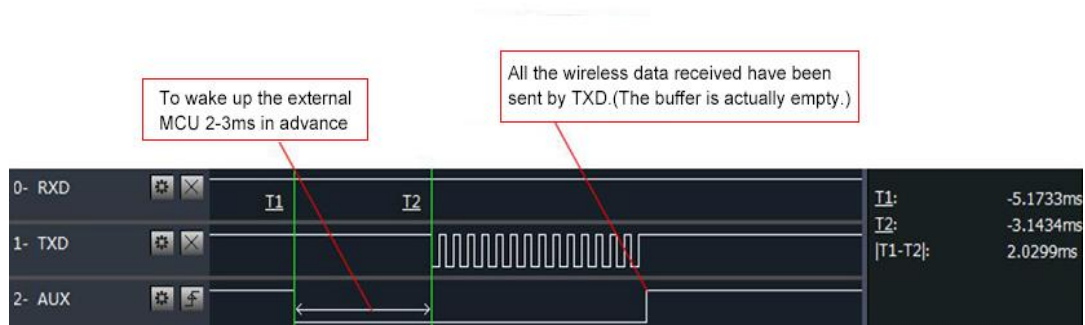 To wake up the external
MCU 2-3ms in advance
All the wireless data received have been
sent by TXD.(The buffer is actually empty.)
0- RXD
T1
T2
T1: -5.1733ms
T2: -3.1434ms
|T1-T2|: 2.0299ms
1- TXD
2- AUX